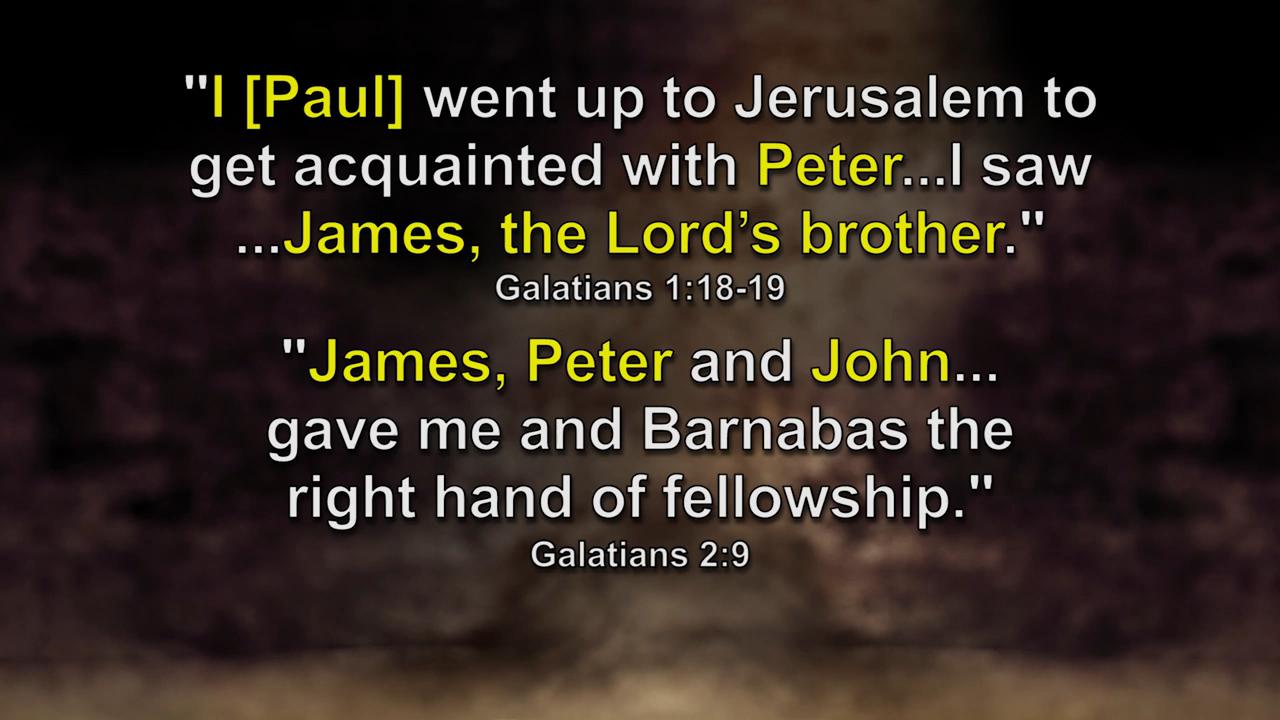 "I [Paul] went up to Jerusalem to
get acquainted with Peter...I saw
...James, the Lord’s brother."
Galatians 1:18-19
"James, Peter and John...
gave me and Barnabas the
right hand of fellowship."
Galatians 2:9